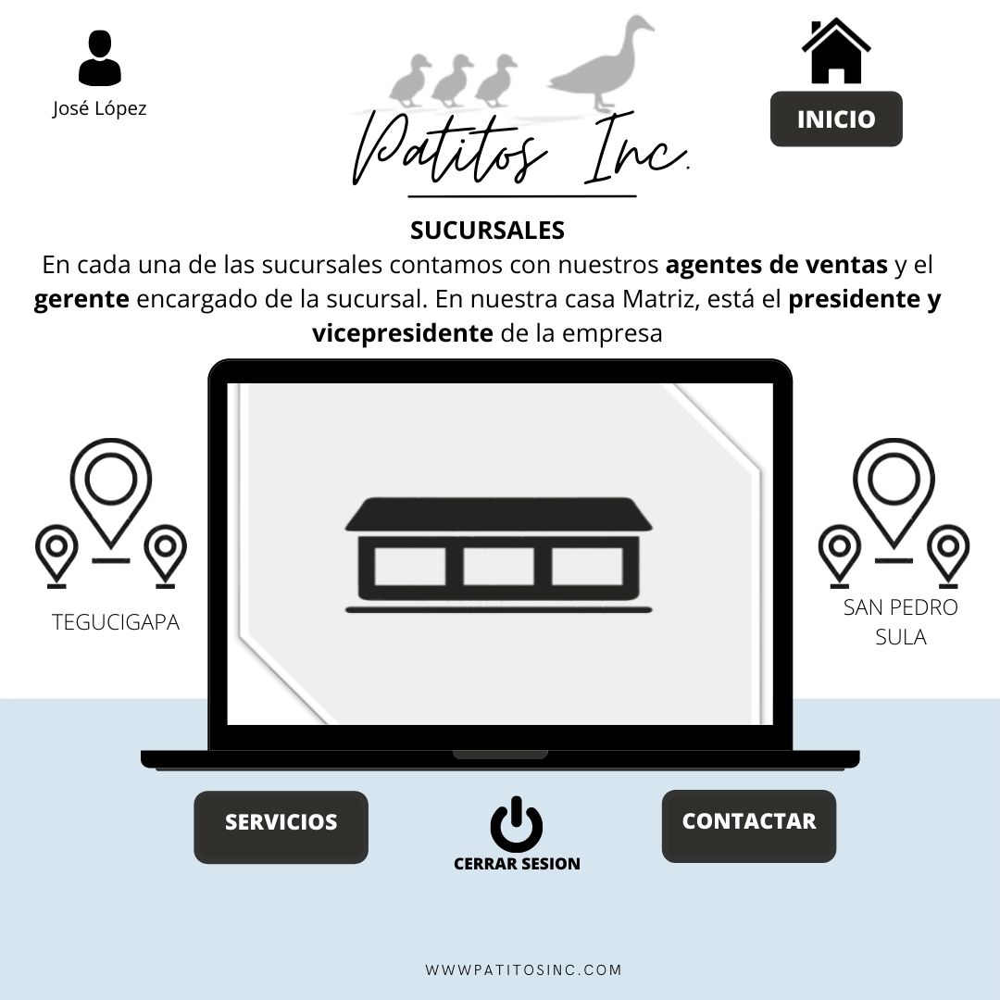 José López
Patitos Inc.
INICIO
SUCURSALES
En cada una de las sucursales contamos con nuestros agentes de ventas y el
gerente encargado de la sucursal. En nuestra casa Matriz, está el presidente y
vicepresidente de la empresa
TEGUCIGAPA
SAN PEDRO
SULA
SERVICIOS
CERRAR SESION
CONTACTAR
WWWPATITOSINC.COM